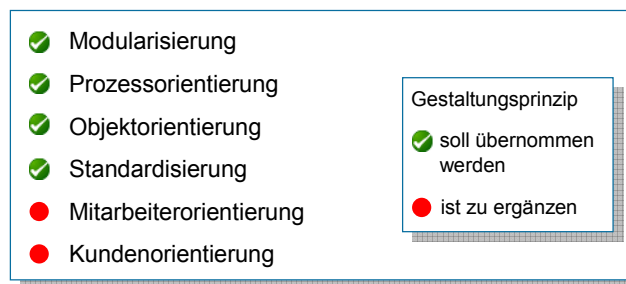 Modularisierung
Prozessorientierung
Objektorientierung
Standardisierung
Mitarbeiterorientierung
Kundenorientierung
Gestaltungsprinzip
soll übernommen
werden
ist zu ergänzen